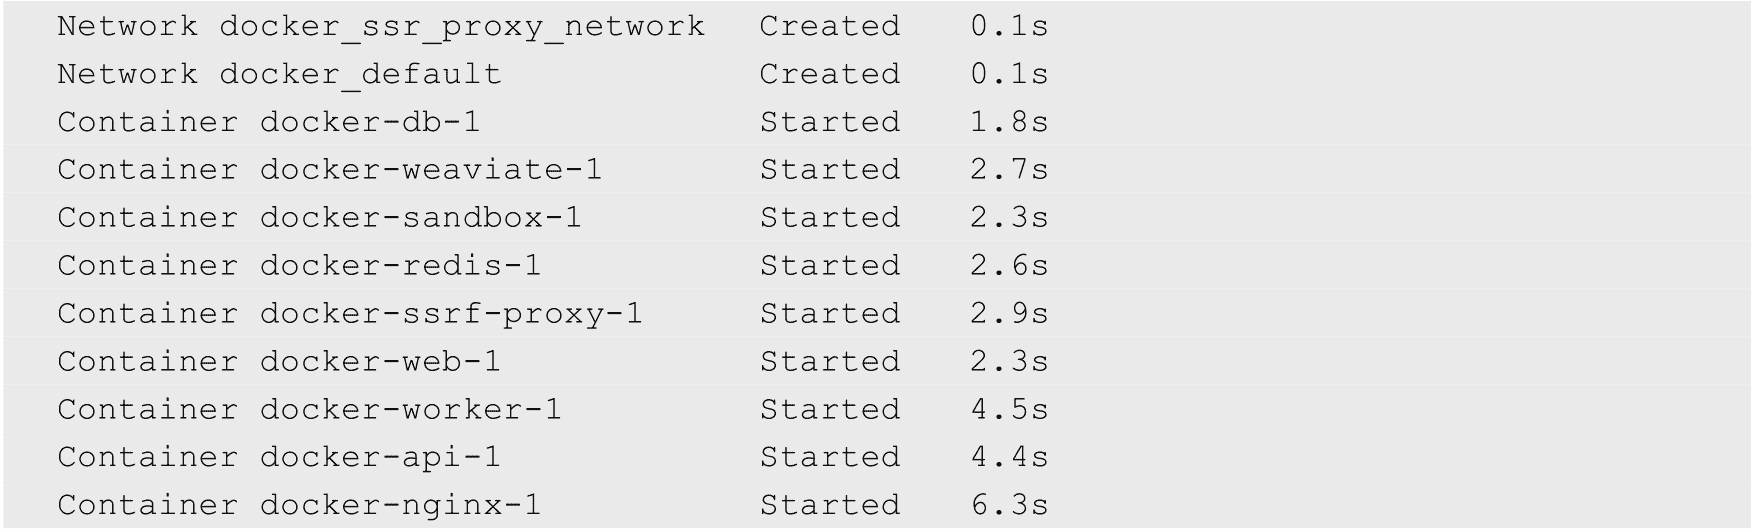 Network docker_ssr_proxy_network Created 0.1s
Network docker_default Created 0.1s
Container docker-db-1 Started 1.8s
Container docker-weaviate-1 Started 2.7s
Container docker-sandbox-1 Started 2.3s
Container docker-redis-1 Started 2.6s
Container docker-ssrf-proxy-1 Started 2.9s
Container docker-web-1 Started 2.3s
Container docker-worker-1 Started 4.5s
Container docker-api-1 Started 4.4s
Container docker-nginx-1 Started 6.3s